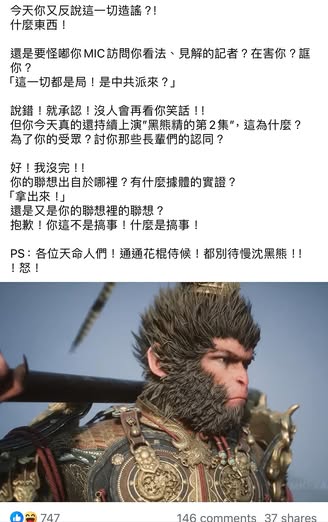 今天你又反說這一切造謠？!
什麼東西！
還是要怪嘟你MIC訪問你看法、見解的記者？在害你？誆
你？
「這一切都是局！是中共派來？」
說錯！就承認！沒人會再看你笑話！!
但你今天真的還持續上演"黑熊精的第2集"，這為什麼？
為了你的受眾？討你那些長輩們的認同？
好！我沒完！!
你的聯想出自於哪裡？有什麼據體的實證？
「拿出來！」
還是又是你的聯想裡的聯想？
抱歉！你這不是搞事！什麼是搞事！
PS：各位天命人們！通通花棍侍候！都別待慢沈黑熊！!
！怒！
747
146 comments 37 shares